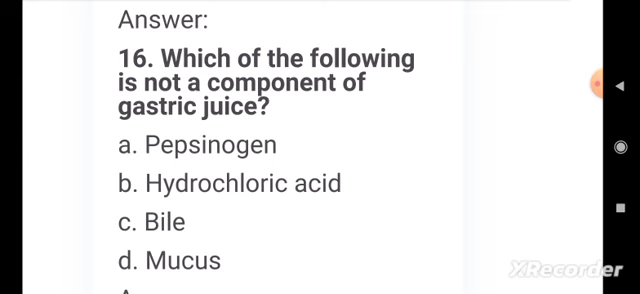 Answer:
16. Which of the following
is not a component of
gastric juice?
a. Pepsinogen
b. Hydrochloric acid
c. Bile
d. Mucus
XRecorder